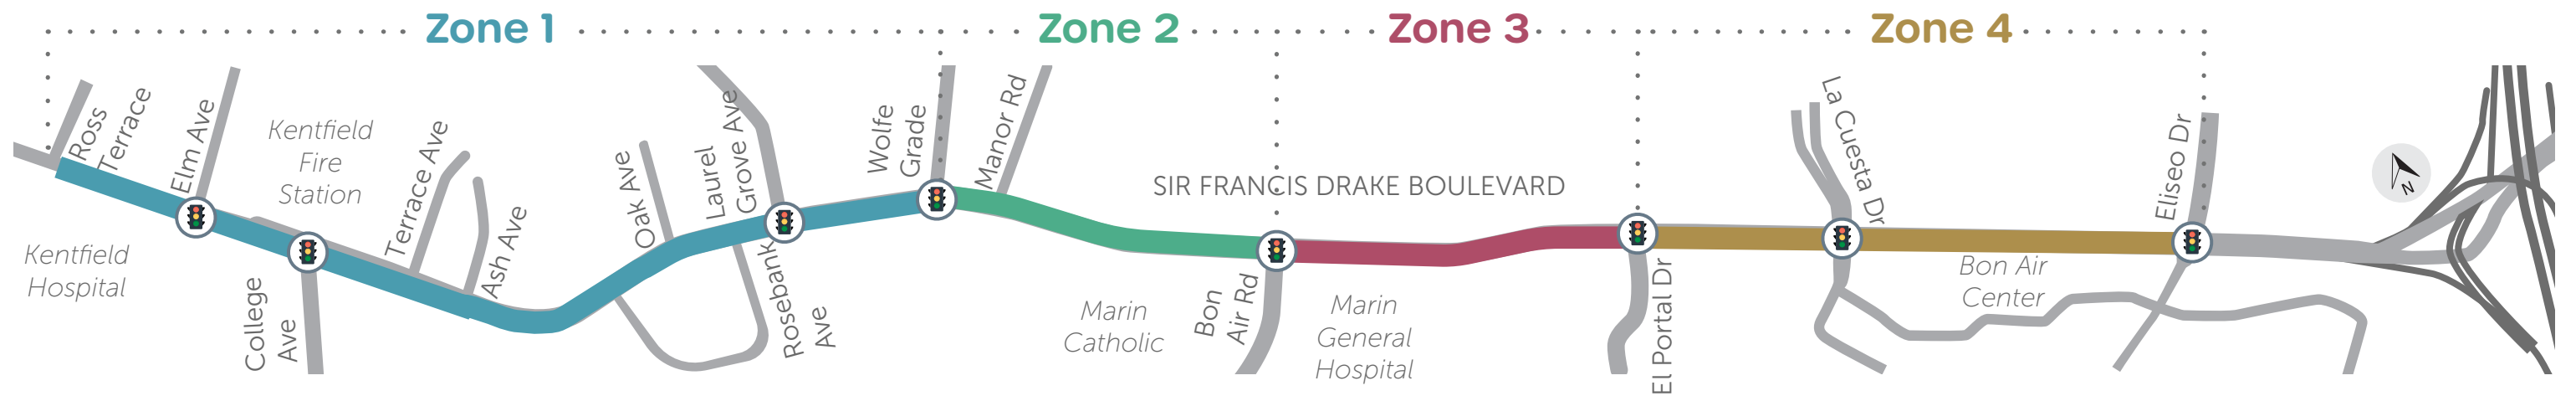 Zone 1
Zone 2
Zone 3
Zone 4
Ross
Terrace
Elm Ave
Kentfield
Fire
Station
Terrace Ave
Ash Ave
Oak Ave
Laurel
Grove Ave
Wolfe
Grade
Manor Rd
SIR FRANCIS DRAKE BOULEVARD
La Cuesta Dr
Eliseo Dr
N
Kentfield
Hospital
College
Ave
Rosebank
Ave
Marin
Catholic
Bon
Air Rd
Marin
General
Hospital
El Portal Dr
Bon Air
Center